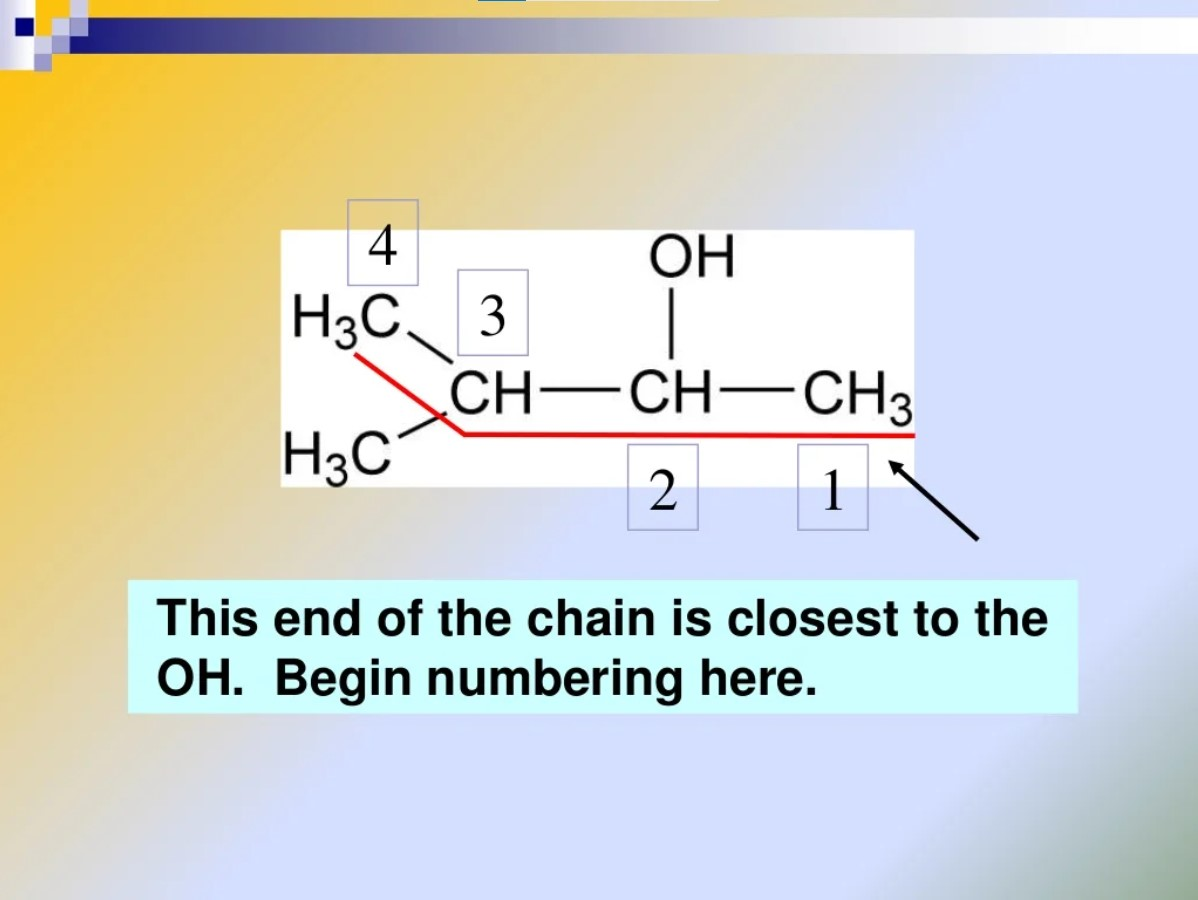 4
OH
H₃C
3
CH—CH—CH₃
H₃C
2
1
This end of the chain is closest to the
OH. Begin numbering here.